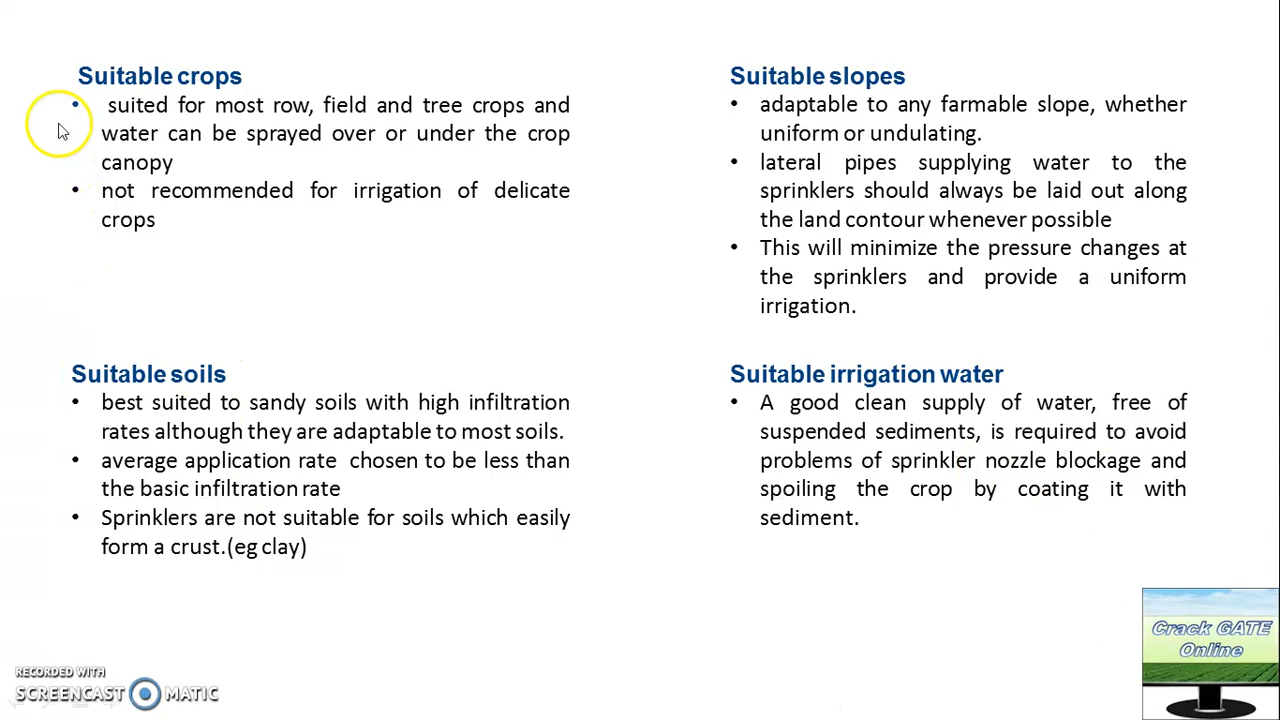 Suitable crops
• suited for most row, field and tree crops and
water can be sprayed over or under the crop
canopy
• not recommended for irrigation of delicate
crops
Suitable slopes
• adaptable to any farmable slope, whether
uniform or undulating.
• lateral pipes supplying water to the
sprinklers should always be laid out along
the land contour whenever possible
• This will minimize the pressure changes at
the sprinklers and provide a uniform
irrigation.
Suitable soils
• best suited to sandy soils with high infiltration
rates although they are adaptable to most soils.
• average application rate chosen to be less than
the basic infiltration rate
• Sprinklers are not suitable for soils which easily
form a crust.(eg clay)
Suitable irrigation water
• A good clean supply of water, free of
suspended sediments, is required to avoid
problems of sprinkler nozzle blockage and
spoiling the crop by coating it with
sediment.
Crack GATE
Online
RECORDED WITH
SCREENCAST MATIC